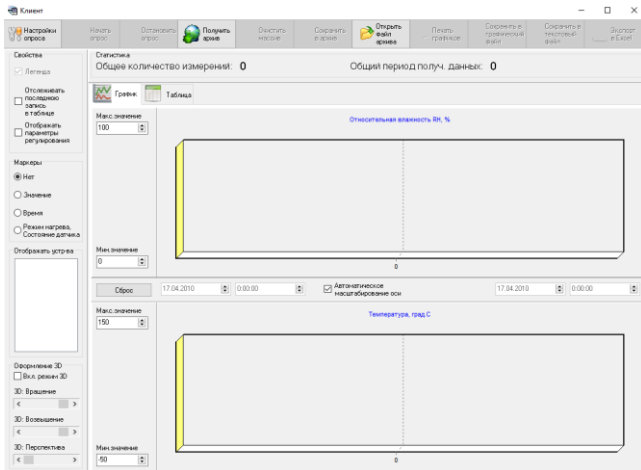 Клиент
Настройки опроса
Начать опрос
Остановить опрос
Получить архив
Очистить массив
Сохранить в архив
Открыть файл архива
Печать графиков
Сохранить в графический файл
Сохранить в текстовый файл
Экспорт в Excel
Свойства
Легенда
Отслеживать
последнюю
запись
в таблице
Отображать
параметры
регулирования
Маркеры
Нет
Значение
Время
Режим нагрева,
Состояние датчика
Отображать устр-ва
Оформление 3D
Вкл. режим 3D
3D: Вращение
3D: Возвышение
3D: Перспектива
Статистика
Общее количество измерений: 0 Общий период получ. данных: 0
График Таблица
Макс.значение
100
Относительная влажность RH, %
Мин.значение
0
0
Сброс 17.04.2010 0:00:00 Автоматическое масштабирование оси 17.04.2010 0:00:00
Макс.значение
150
Температура, град.С
Мин.значение
-50
0